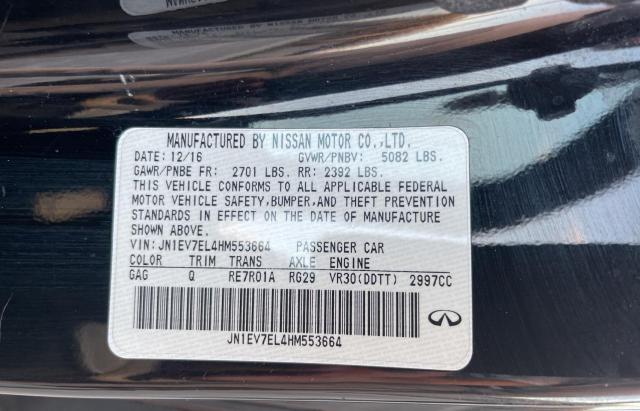 MANUFACTURED BY NISSAN MOTOR CO.,LTD.
DATE: 12/16 GVWR/PNBV: 5082 LBS.
GAWR/PNBE FR: 2701 LBS. RR: 2392 LBS.
THIS VEHICLE CONFORMS TO ALL APPLICABLE FEDERAL
MOTOR VEHICLE SAFETY,BUMPER,AND THEFT PREVENTION
STANDARDS IN EFFECT ON THE DATE OF MANUFACTURE
SHOWN ABOVE.
VIN: JN1EV7EL4HM553664 PASSENGER CAR
COLOR TRIM TRANS AXLE ENGINE
GAG Q RE7R01A RG29 VR30(DDTT) 2997CC
JN1EV7EL4HM553664